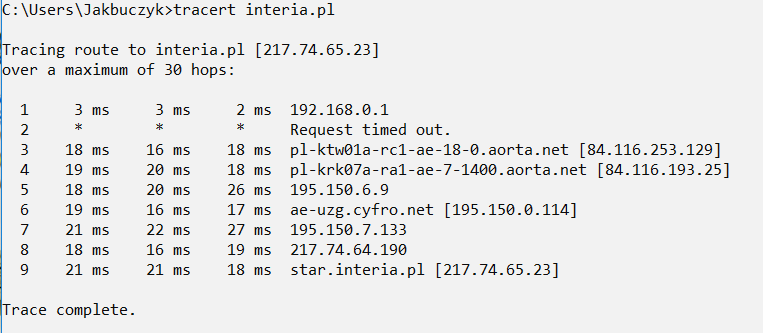 C:\Users\Jakbuczyk>tracert interia.pl
Tracing route to interia.pl [217.74.65.23]
over a maximum of 30 hops:
1 3 ms 3 ms 2 ms 192.168.0.1
2 * * * Request timed out.
3 18 ms 16 ms 18 ms pl-ktw01a-rc1-ae-18-0.aorta.net [84.116.253.129]
4 19 ms 20 ms 18 ms pl-krk07a-ra1-ae-7-1400.aorta.net [84.116.193.25]
5 18 ms 20 ms 26 ms 195.150.6.9
6 19 ms 16 ms 17 ms ae-uzg.cyfro.net [195.150.0.114]
7 21 ms 22 ms 27 ms 195.150.7.133
8 18 ms 16 ms 19 ms 217.74.64.190
9 21 ms 21 ms 18 ms star.interia.pl [217.74.65.23]
Trace complete.